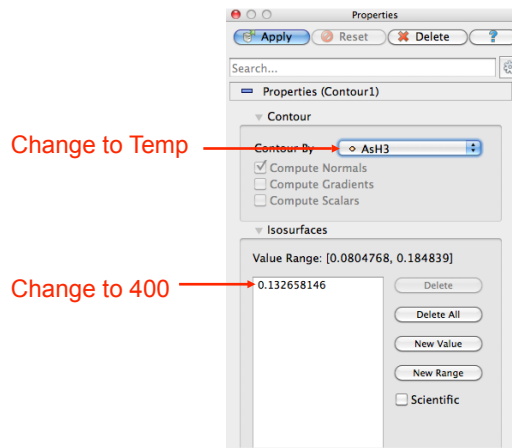 Properties
Apply Reset Delete ?
Search...
Properties (Contour1)
Contour
Change to Temp
Contour By AsH3
Compute Normals
Compute Gradients
Compute Scalars
Isosurfaces
Value Range: [0.0804768, 0.184839]
Change to 400
0.132658146
Delete
Delete All
New Value
New Range
Scientific